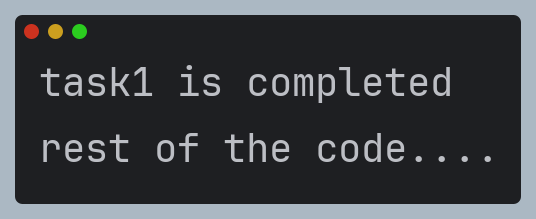 task1 is completed
rest of the code....